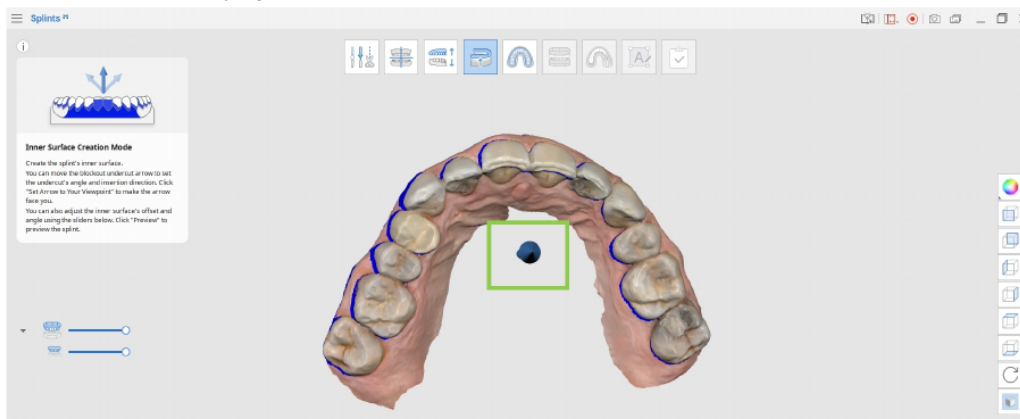 Splints
Inner Surface Creation Mode
Create the splint's inner surface.
You can move the blockout undercut arrow to set
the undercut's angle and insertion direction. Click
"Set Arrow to Your Viewpoint" to make the arrow
face you.
You can also adjust the inner surface's offset and
angle using the sliders below. Click "Preview" to
preview the splint.